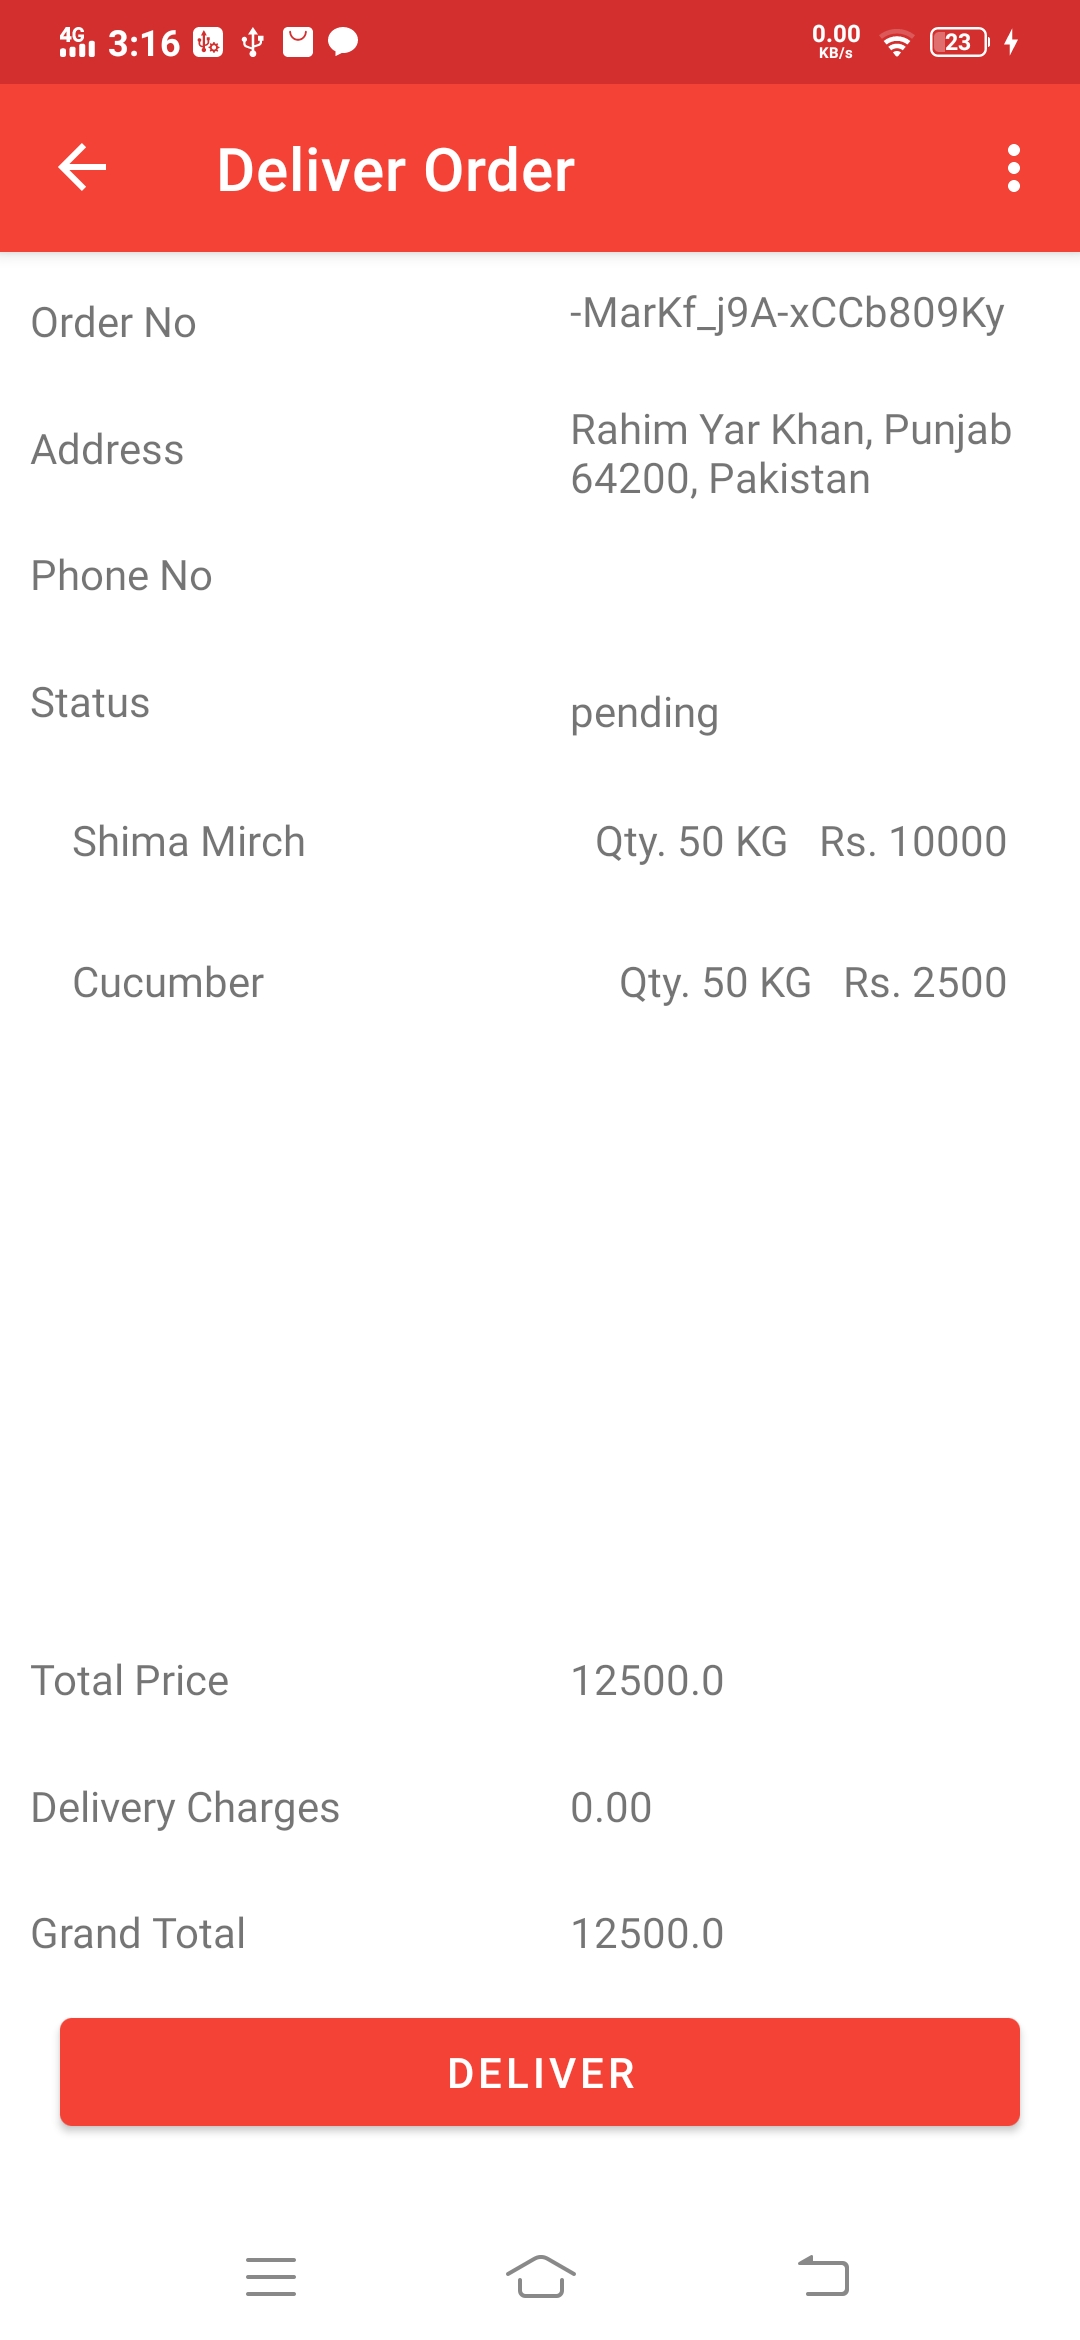 4G 3:16 0.00 KB/s 23
Deliver Order
Order No -MarKf_j9A-xCCb809Ky
Address Rahim Yar Khan, Punjab
64200, Pakistan
Phone No
Status pending
Shima Mirch Qty. 50 KG Rs. 10000
Cucumber Qty. 50 KG Rs. 2500
Total Price 12500.0
Delivery Charges 0.00
Grand Total 12500.0
DELIVER